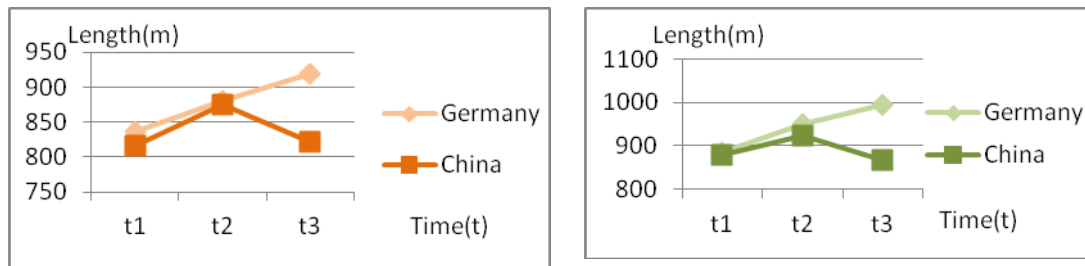 Length(m)
950
900
850
800
750
t1 t2 t3 Time(t)
Germany
China
Length(m)
1100
1000
900
800
t1 t2 t3 Time(t)
Germany
China